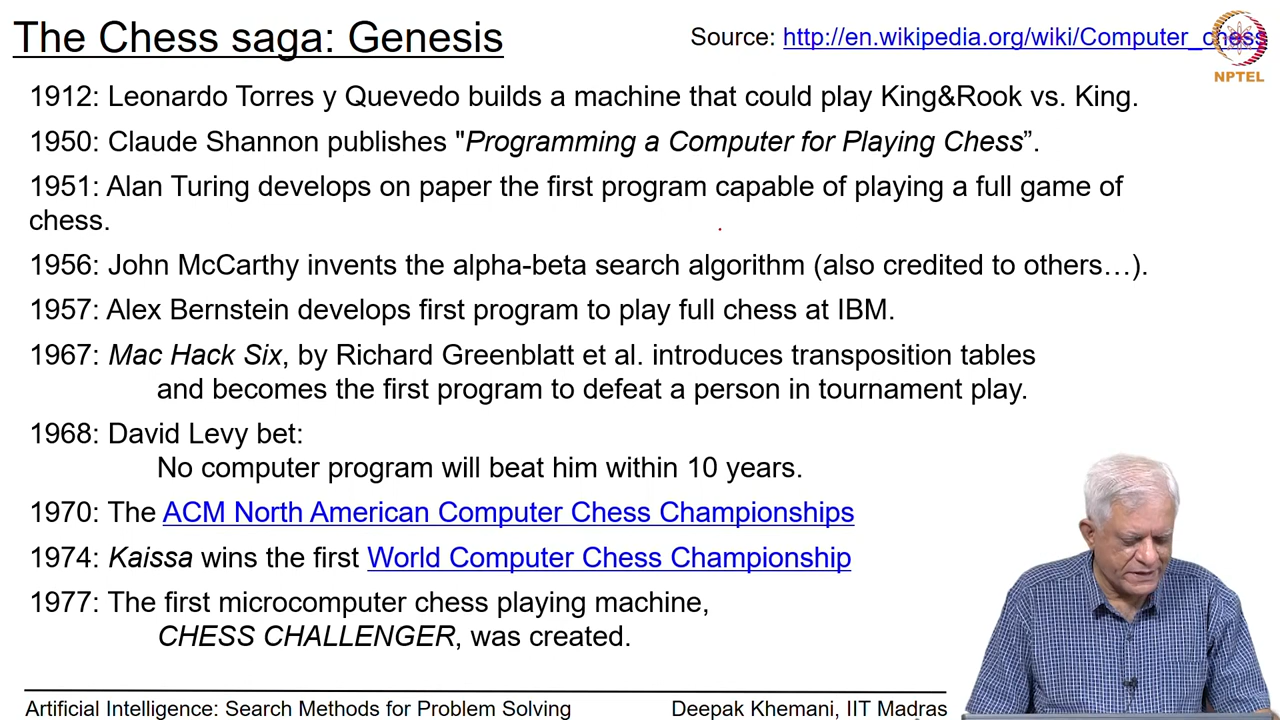 The Chess saga: Genesis
Source: http://en.wikipedia.org/wiki/Computer_chess
NPTEL
1912: Leonardo Torres y Quevedo builds a machine that could play King&Rook vs. King.
1950: Claude Shannon publishes "Programming a Computer for Playing Chess”.
1951: Alan Turing develops on paper the first program capable of playing a full game of
chess.
1956: John McCarthy invents the alpha-beta search algorithm (also credited to others…).
1957: Alex Bernstein develops first program to play full chess at IBM.
1967: Mac Hack Six, by Richard Greenblatt et al. introduces transposition tables
and becomes the first program to defeat a person in tournament play.
1968: David Levy bet:
No computer program will beat him within 10 years.
1970: The ACM North American Computer Chess Championships
1974: Kaissa wins the first World Computer Chess Championship
1977: The first microcomputer chess playing machine,
CHESS CHALLENGER, was created.
Artificial Intelligence: Search Methods for Problem Solving
Deepak Khemani, IIT Madras